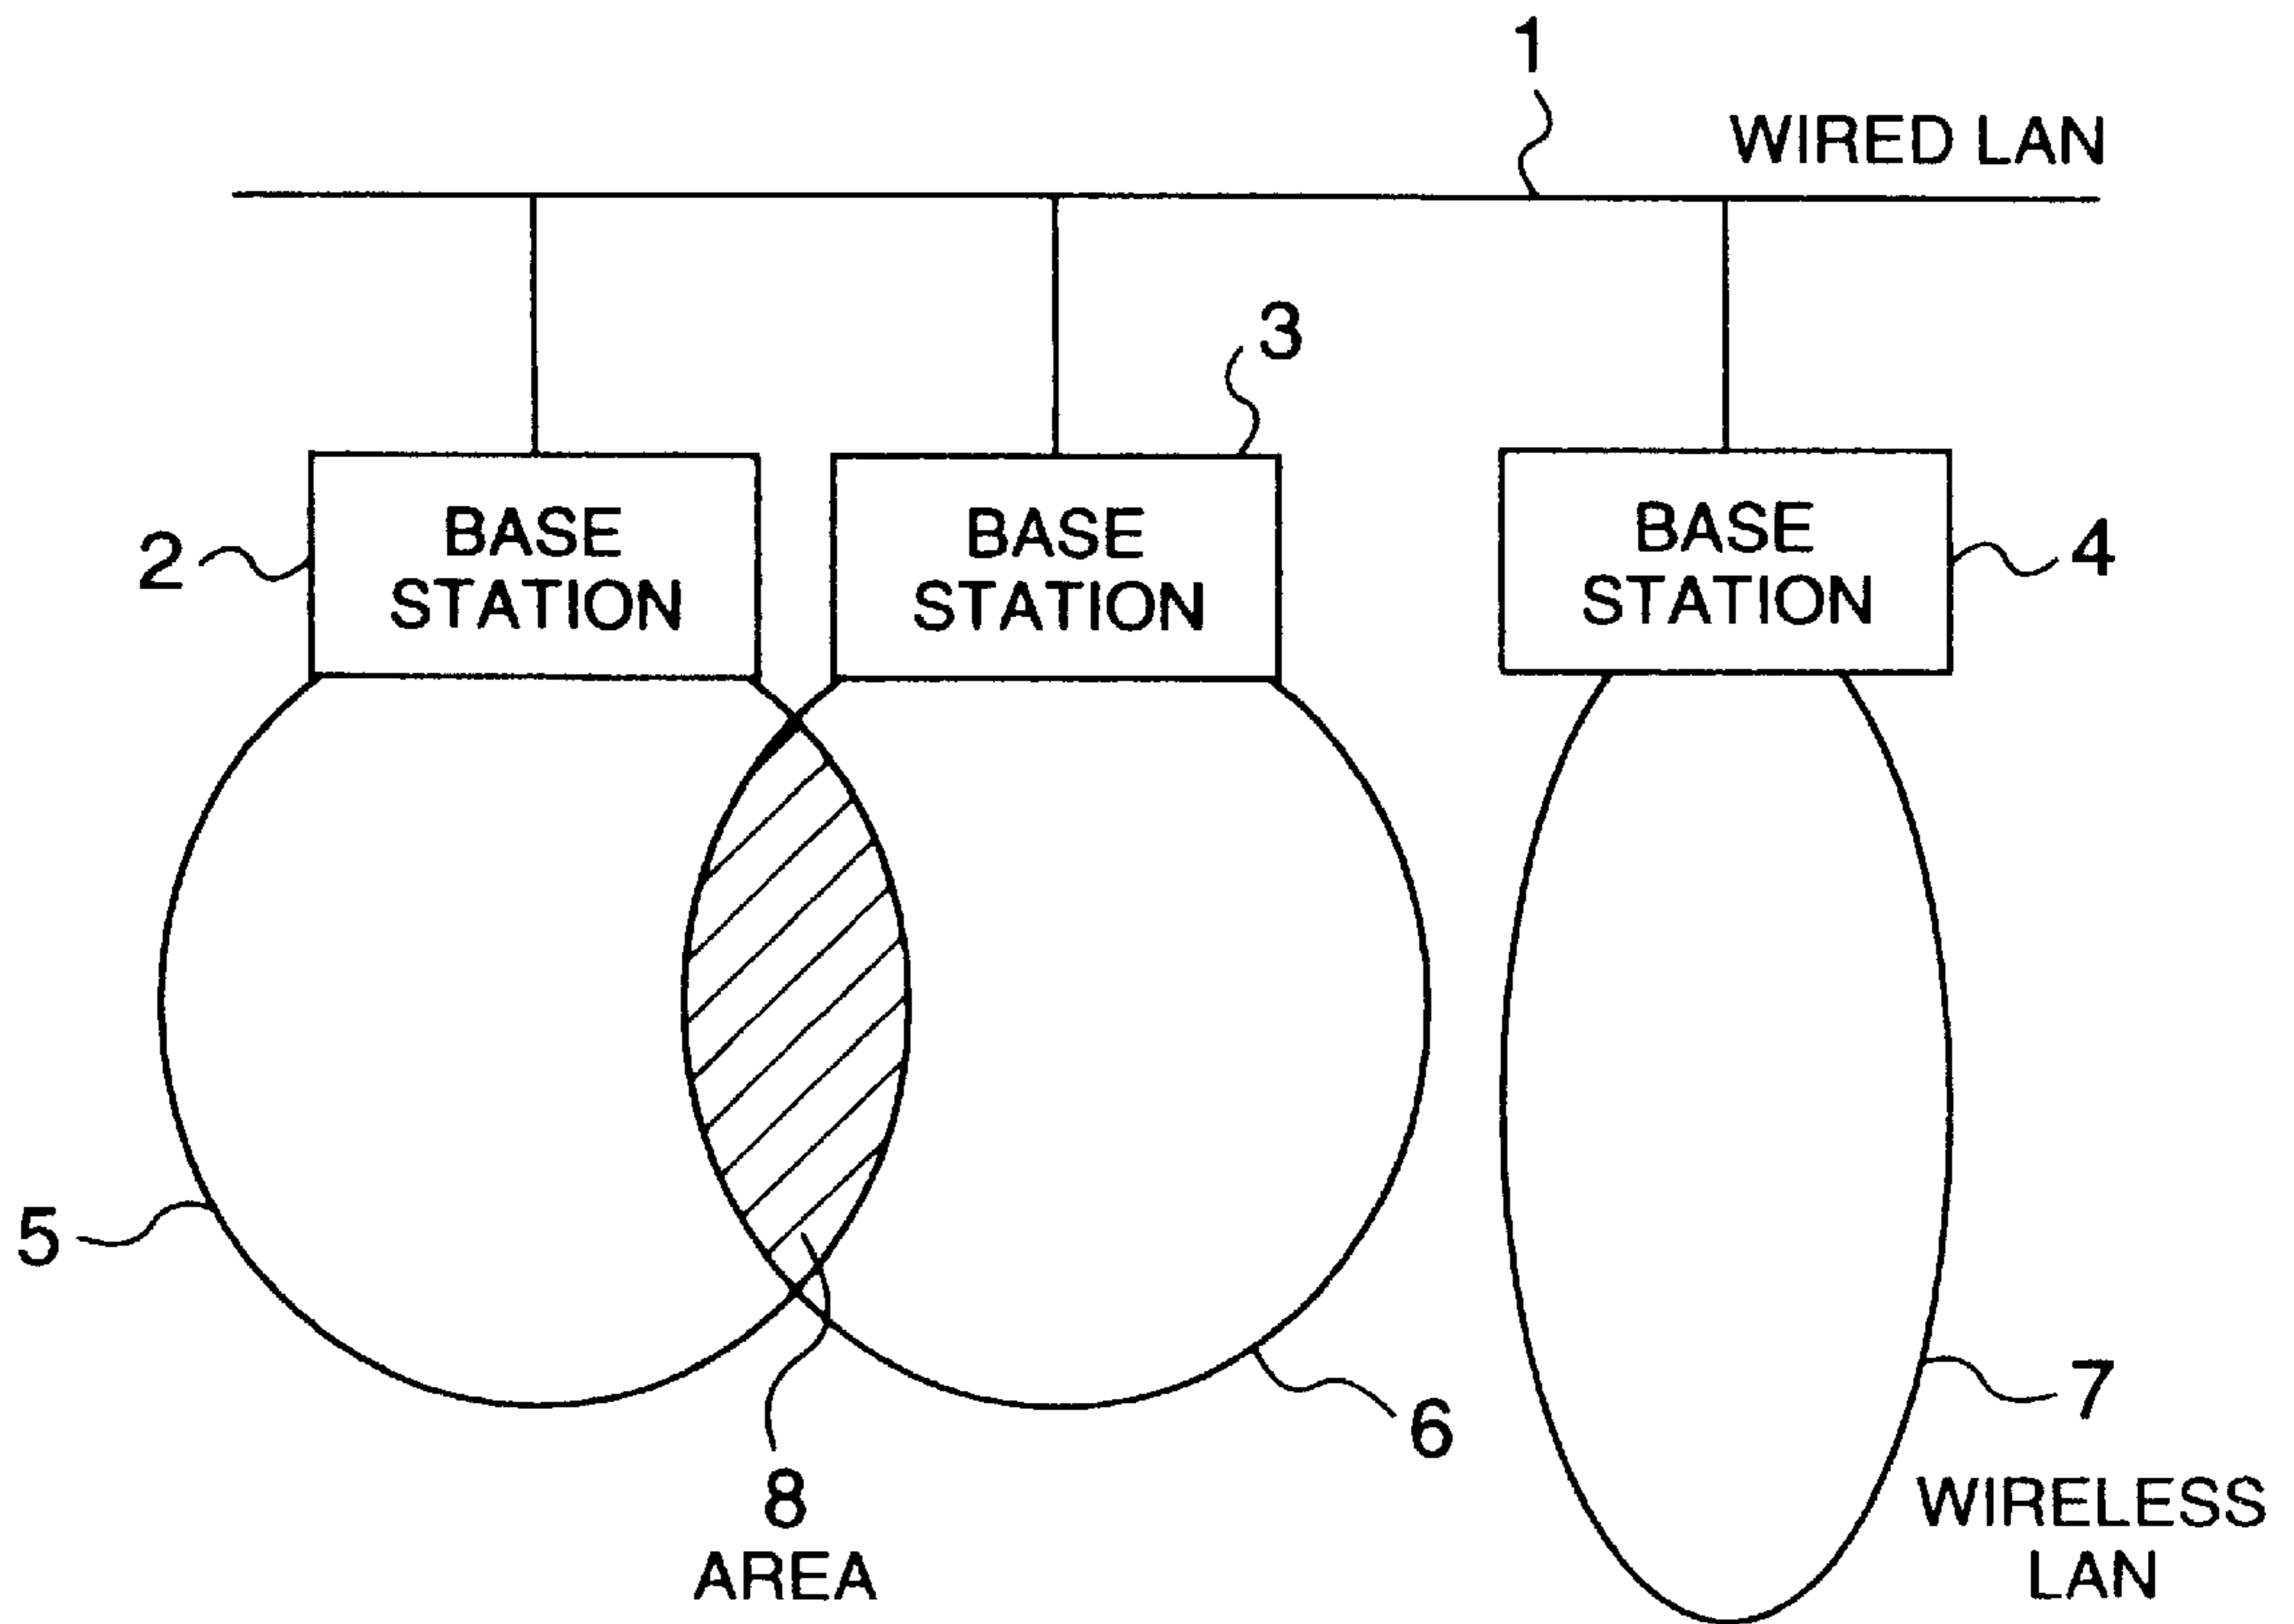 1
WIRED LAN
3
2
BASE
STATION
BASE
STATION
BASE
STATION
4
5
6
7
WIRELESS
LAN
8
AREA